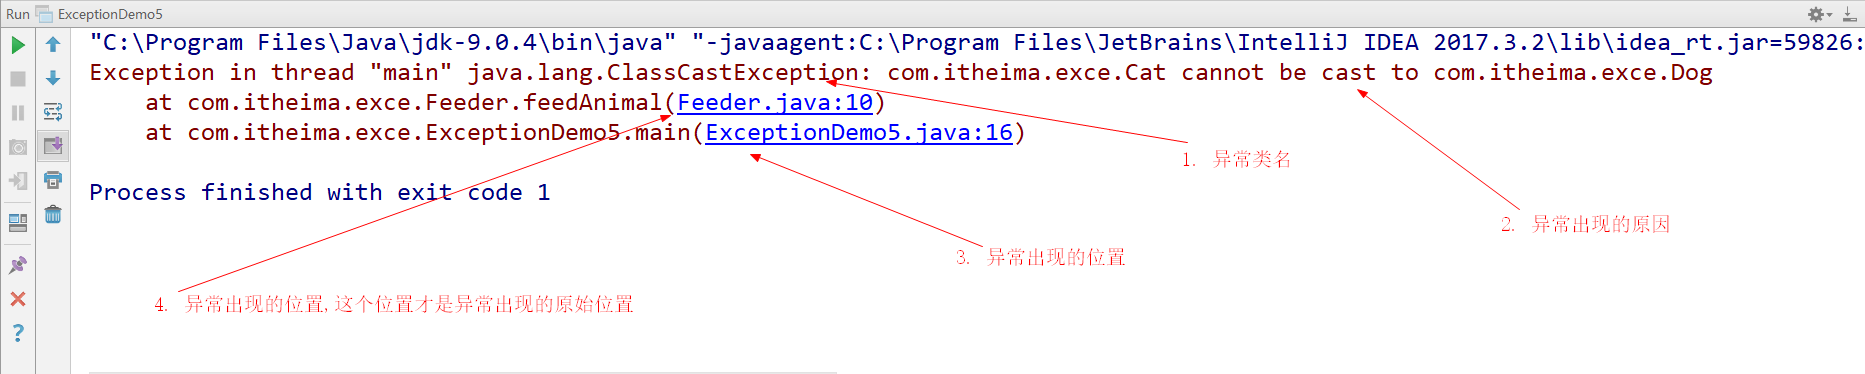 Run ExceptionDemo5
"C:\Program Files\Java\jdk-9.0.4\bin\java" "-javaagent:C:\Program Files\JetBrains\IntelliJ IDEA 2017.3.2\lib\idea_rt.jar=59826:
Exception in thread "main" java.lang.ClassCastException: com.itheima.exce.Cat cannot be cast to com.itheima.exce.Dog
at com.itheima.exce.Feeder.feedAnimal(Feeder.java:10)
at com.itheima.exce.ExceptionDemo5.main(ExceptionDemo5.java:16)
1. 异常类名
Process finished with exit code 1
2. 异常出现的原因
3. 异常出现的位置
4. 异常出现的位置,这个位置才是异常出现的原始位置